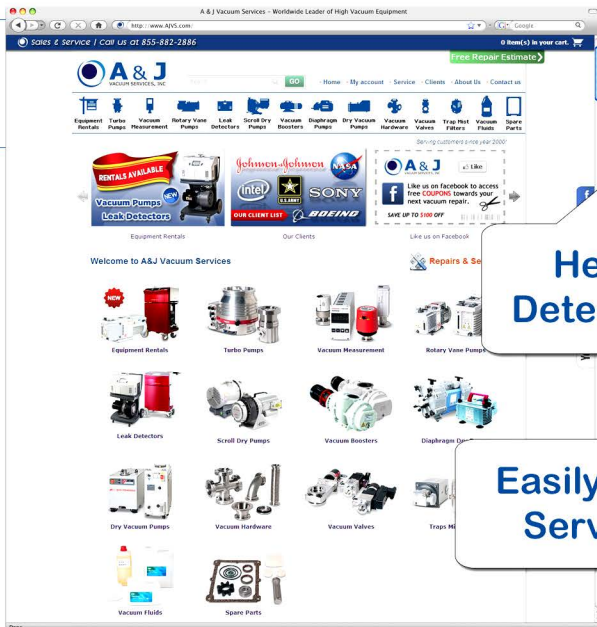 A & J Vacuum Services - Worldwide Leader of High Vacuum Equipment
http://www.AJVS.com/
Google
Sales & Service | Call us at 855-882-2886
0 item(s) in your cart.
Free Repair Estimate
A & J
VACUUM SERVICES, INC
GO
Home
My account
Service
Clients
About Us
Contact us
Equipment Rentals
Turbo Pumps
Vacuum Measurement
Rotary Vane Pumps
Leak Detectors
Scroll Dry Pumps
Vacuum Boosters
Diaphragm Pumps
Dry Vacuum Pumps
Vacuum Hardware
Vacuum Valves
Trap Mist Filters
Vacuum Fluids
Spare Parts
Serving customers since year 2000!
RENTALS AVAILABLE
NEW
Vacuum Pumps
Leak Detectors
Johnson & Johnson
NASA
intel
U.S.ARMY
SONY
OUR CLIENT LIST
BOEING
A & J
Like
Like us on facebook to access
free COUPONS towards your
next vacuum repair.
SAVE UP TO $100 OFF
Equipment Rentals
Our Clients
Like us on Facebook
Welcome to A&J Vacuum Services
Repairs & Se
He
Dete
NEW
Equipment Rentals
Turbo Pumps
Vacuum Measurement
Rotary Vane Pumps
Leak Detectors
Scroll Dry Pumps
Vacuum Boosters
Diaphragm
Easily
Serv
Dry Vacuum Pumps
Vacuum Hardware
Vacuum Valves
Traps Mi
Vacuum Fluids
Spare Parts